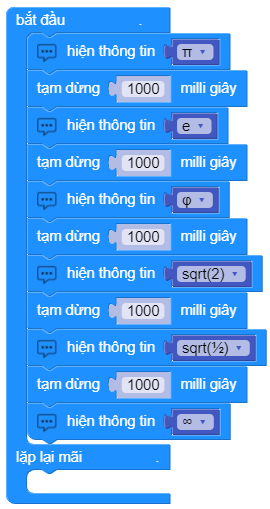 bắt đầu
hiện thông tin π
tạm dừng 1000 milli giây
hiện thông tin e
tạm dừng 1000 milli giây
hiện thông tin φ
tạm dừng 1000 milli giây
hiện thông tin sqrt(2)
tạm dừng 1000 milli giây
hiện thông tin sqrt(½)
tạm dừng 1000 milli giây
hiện thông tin ∞
lặp lại mãi